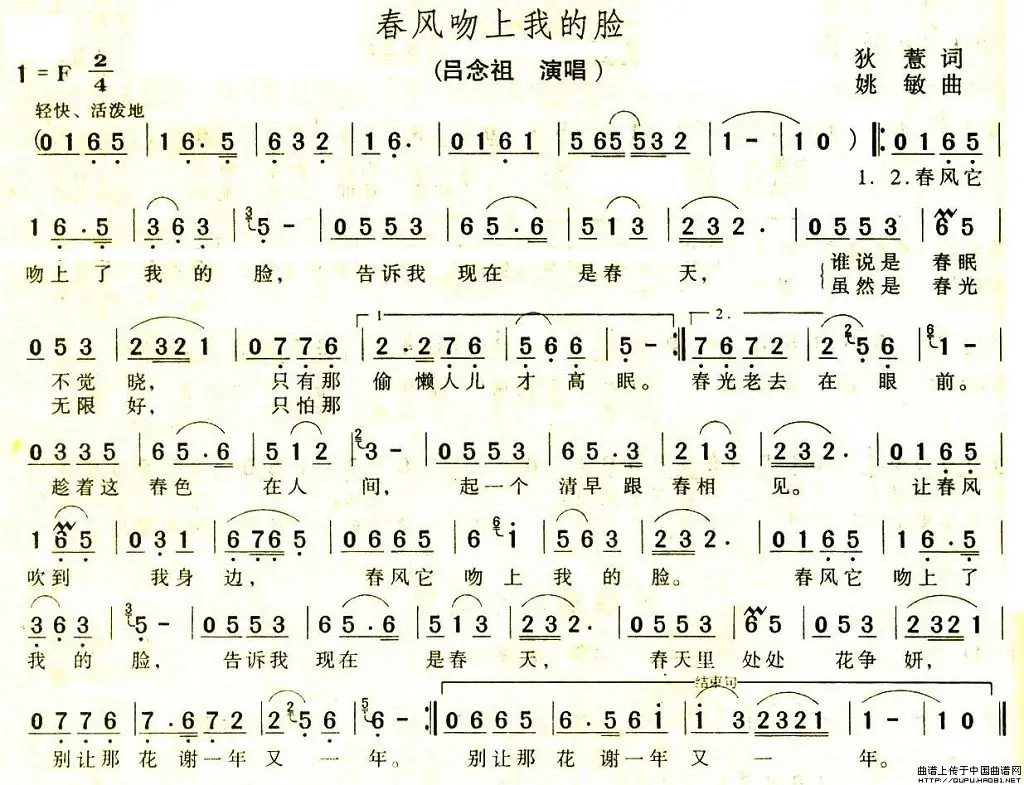 春风吻上我的脸
(吕念祖 演唱)
1=F 2/4
狄薏词
姚敏曲
轻快、活泼地
(0165 | 16.5 | 632 | 16. | 0161 | 565532 | 1- | 10 ) ‖: 0165 |
1. 2.春风它
16.5 | 363 | 35- | 0553 | 65.6 | 513 | 232. | 0553 | 65 |
吻上了我的脸, 告诉我现在是春天, 谁说是春眠
虽然是春光
053 | 2321 | 0776 | 1 2.276 | 566 | 5- :‖ 2. 7672 | 2256 | 61- |
不觉晓, 只有那偷懒人儿才高眠。 春光老去在眼前。
无限好, 只怕那
0335 | 65.6 | 512 | 23- | 0553 | 65.3 | 213 | 232. | 0165 |
趁着这春色在人间, 起一个清早跟春相见。 让春风
165 | 031 | 6765 | 0665 | 661 | 363 | 232. | 0165 | 16.5 |
吹到我身边, 春风它吻上我的脸。 春风它吻上了
363 | 35- | 0553 | 65.6 | 513 | 232. | 0553 | 65 | 053 | 2321 |
我的脸, 告诉我现在是春天, 春天里处处花争妍,
结束句
0776 | 7.672 | 2256 | 56- :‖ 0665 | 6.561 | 13 | 2321 | 1- | 10 ‖
别让那花谢一年又一年。 别让那花谢一年又一年。
曲谱上传于中国曲谱网
HTTP://QUPU.HAO81.NET